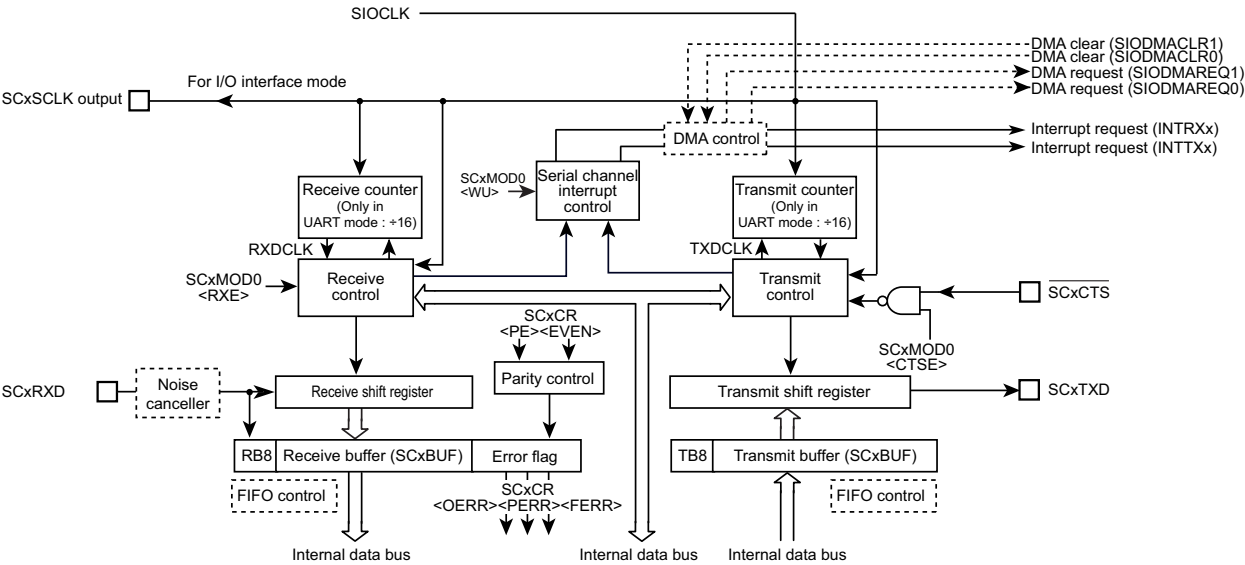 SIOCLK
DMA clear (SIODMACLR1)
DMA clear (SIODMACLR0)
DMA request (SIODMAREQ1)
DMA request (SIODMAREQ0)
For I/O interface mode
SCxSCLK output
DMA control
Interrupt request (INTRXx)
Interrupt request (INTTXx)
Receive counter
(Only in
UART mode : ÷16)
SCxMOD0
<WU>
Serial channel
interrupt
control
Transmit counter
(Only in
UART mode : ÷16)
RXDCLK
TXDCLK
SCxMOD0
<RXE>
Receive
control
Transmit
control
SCxCTS
SCxCR
<PE><EVEN>
SCxMOD0
<CTSE>
Parity control
SCxRXD
Noise
canceller
Receive shift register
Transmit shift register
SCxTXD
RB8
Receive buffer (SCxBUF)
Error flag
TB8
Transmit buffer (SCxBUF)
FIFO control
SCxCR
<OERR><PERR><FERR>
FIFO control
Internal data bus
Internal data bus
Internal data bus